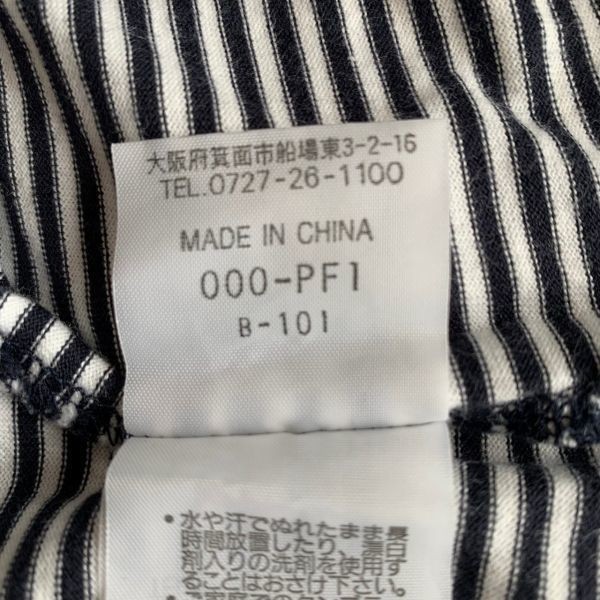 大阪府箕面市船場東3-2-16
TEL.0727-26-1100
MADE IN CHINA
000-PF1
B-101
・水や汗でぬれたまま長
時間放置したり、蛍白
剤入りの洗剤を使用す
ることはおさけ下さい。